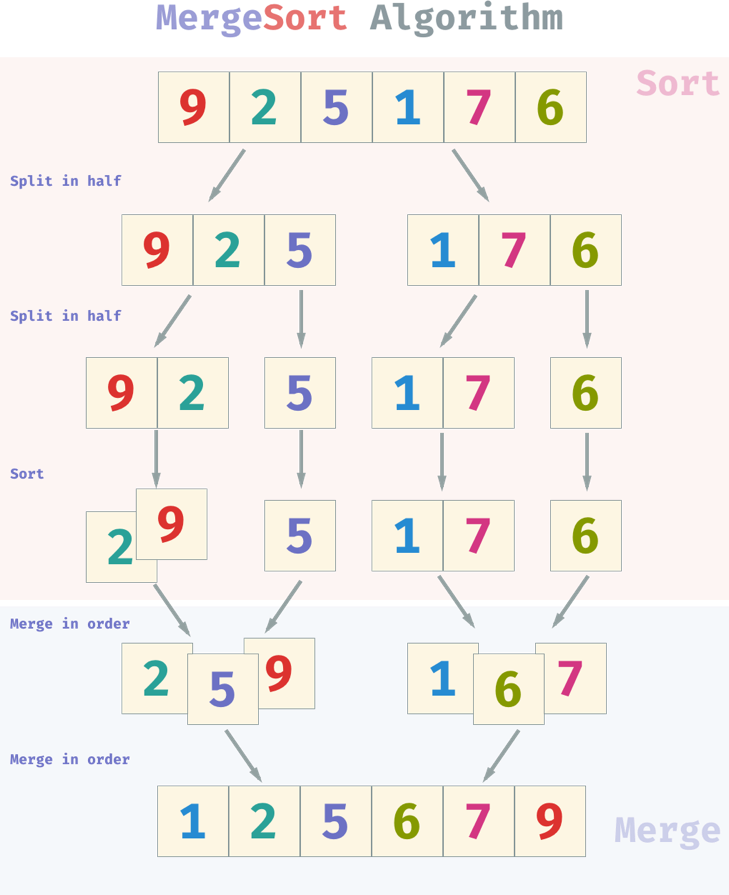 MergeSort Algorithm
Sort
9 2 5 1 7 6
Split in half
9 2 5 1 7 6
Split in half
9 2 5 1 7 6
Sort
2 9 5 1 7 6
Merge in order
2 5 9 1 6 7
Merge in order
1 2 5 6 7 9
Merge